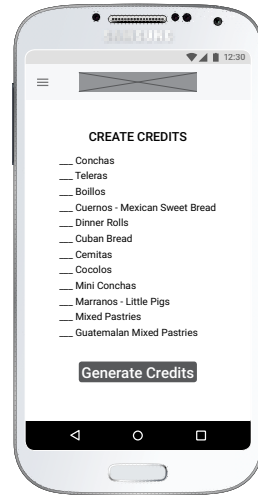 SAMSUNG
12:30
CREATE CREDITS
___ Conchas
___ Teleras
___ Boillos
___ Cuernos - Mexican Sweet Bread
___ Dinner Rolls
___ Cuban Bread
___ Cemitas
___ Cocolos
___ Mini Conchas
___ Marranos - Little Pigs
___ Mixed Pastries
___ Guatemalan Mixed Pastries
Generate Credits